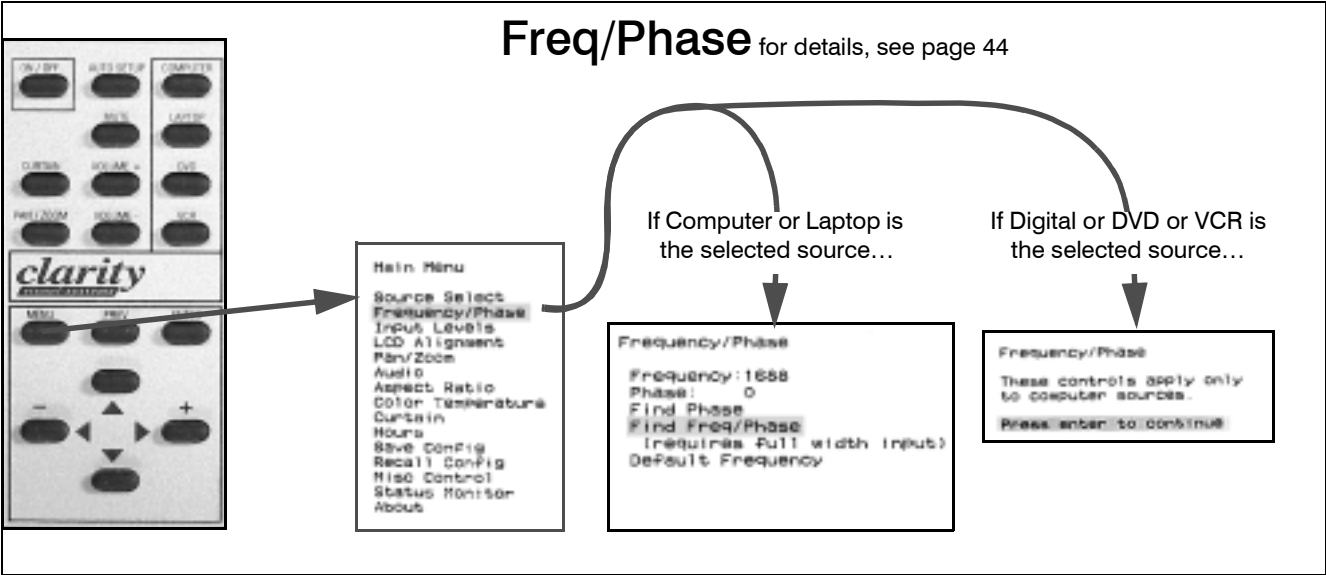 Freq/Phase for details, see page 44
ON / OFF AUTO SETUP COMPUTER
MUTE LAPTOP
CURTAIN VOLUME + DVD
PAN / ZOOM VOLUME - VCR
clarity
MENU PREV
- +
Main Menu
Source Select
Frequency/Phase
Input Levels
LCD Alignment
Pan/Zoom
Audio
Aspect Ratio
Color Temperature
Curtain
Hours
Save Config
Recall Config
Misc Control
Status Monitor
About
If Computer or Laptop is
the selected source…
Frequency/Phase
Frequency:1688
Phase: 0
Find Phase
Find Freq/Phase
(requires full width input)
Default Frequency
If Digital or DVD or VCR is
the selected source…
Frequency/Phase
These controls apply only
to computer sources.
Press enter to continue